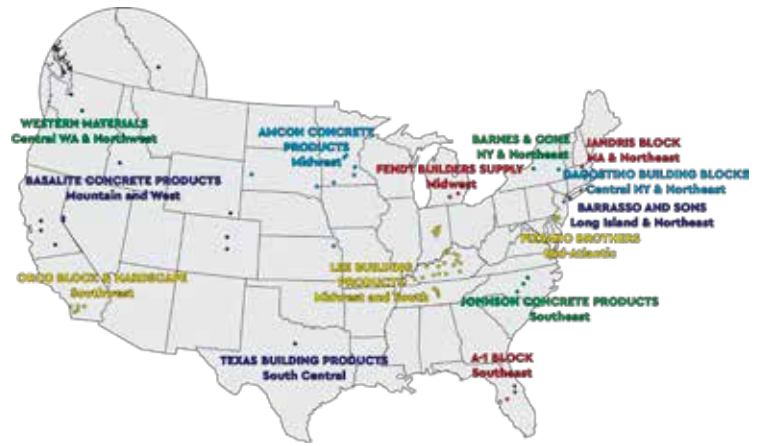 WESTERN MATERIALS
Central WA & Northwest
AMCON CONCRETE
PRODUCTS
Midwest
BARNES & CONE
NY & Northeast
JANDRIS BLOCK
MA & Northeast
FENDT BUILDERS SUPPLY
Midwest
DAGOSTINO BUILDING BLOCKS
Central NY & Northeast
BASALITE CONCRETE PRODUCTS
Mountain and West
BARRASSO AND SONS
Long Island & Northeast
BROTHERS
Mid-Atlantic
ORCO BLOCK & HARDSCAPE
Southwest
LEE BUILDING
PRODUCTS
Midwest and South
JOHNSON CONCRETE PRODUCTS
Southeast
TEXAS BUILDING PRODUCTS
South Central
A-1 BLOCK
Southeast